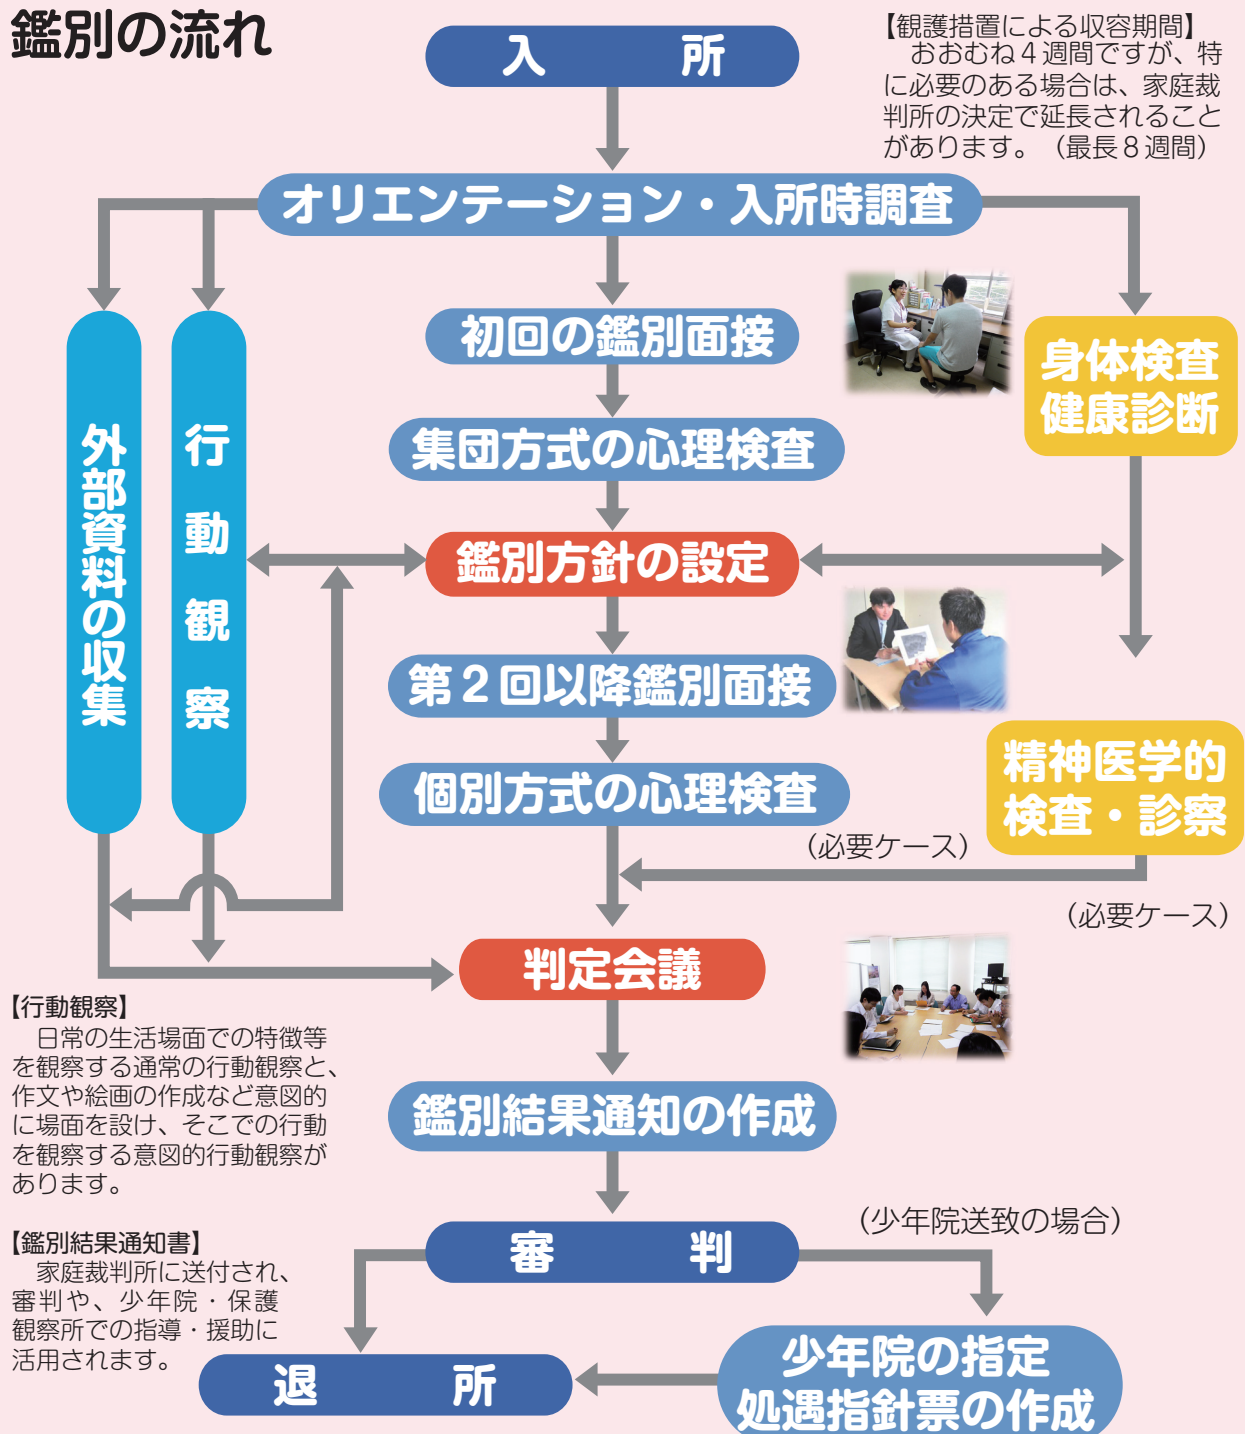 鑑別の流れ
入所
【観護措置による収容期間】
おおむね４週間ですが、特
に必要のある場合は、家庭裁
判所の決定で延長されること
があります。（最長８週間）
オリエンテーション・入所時調査
初回の鑑別面接
身体検査
健康診断
集団方式の心理検査
外部資料の収集
行動観察
鑑別方針の設定
第２回以降鑑別面接
個別方式の心理検査
精神医学的
検査・診察
（必要ケース）
（必要ケース）
判定会議
【行動観察】
日常の生活場面での特徴等
を観察する通常の行動観察と、
作文や絵画の作成など意図的
に場面を設け、そこでの行動
を観察する意図的行動観察が
あります。
鑑別結果通知の作成
審判
（少年院送致の場合）
【鑑別結果通知書】
家庭裁判所に送付され、
審判や、少年院・保護
観察所での指導・援助に
活用されます。
退所
少年院の指定
処遇指針票の作成